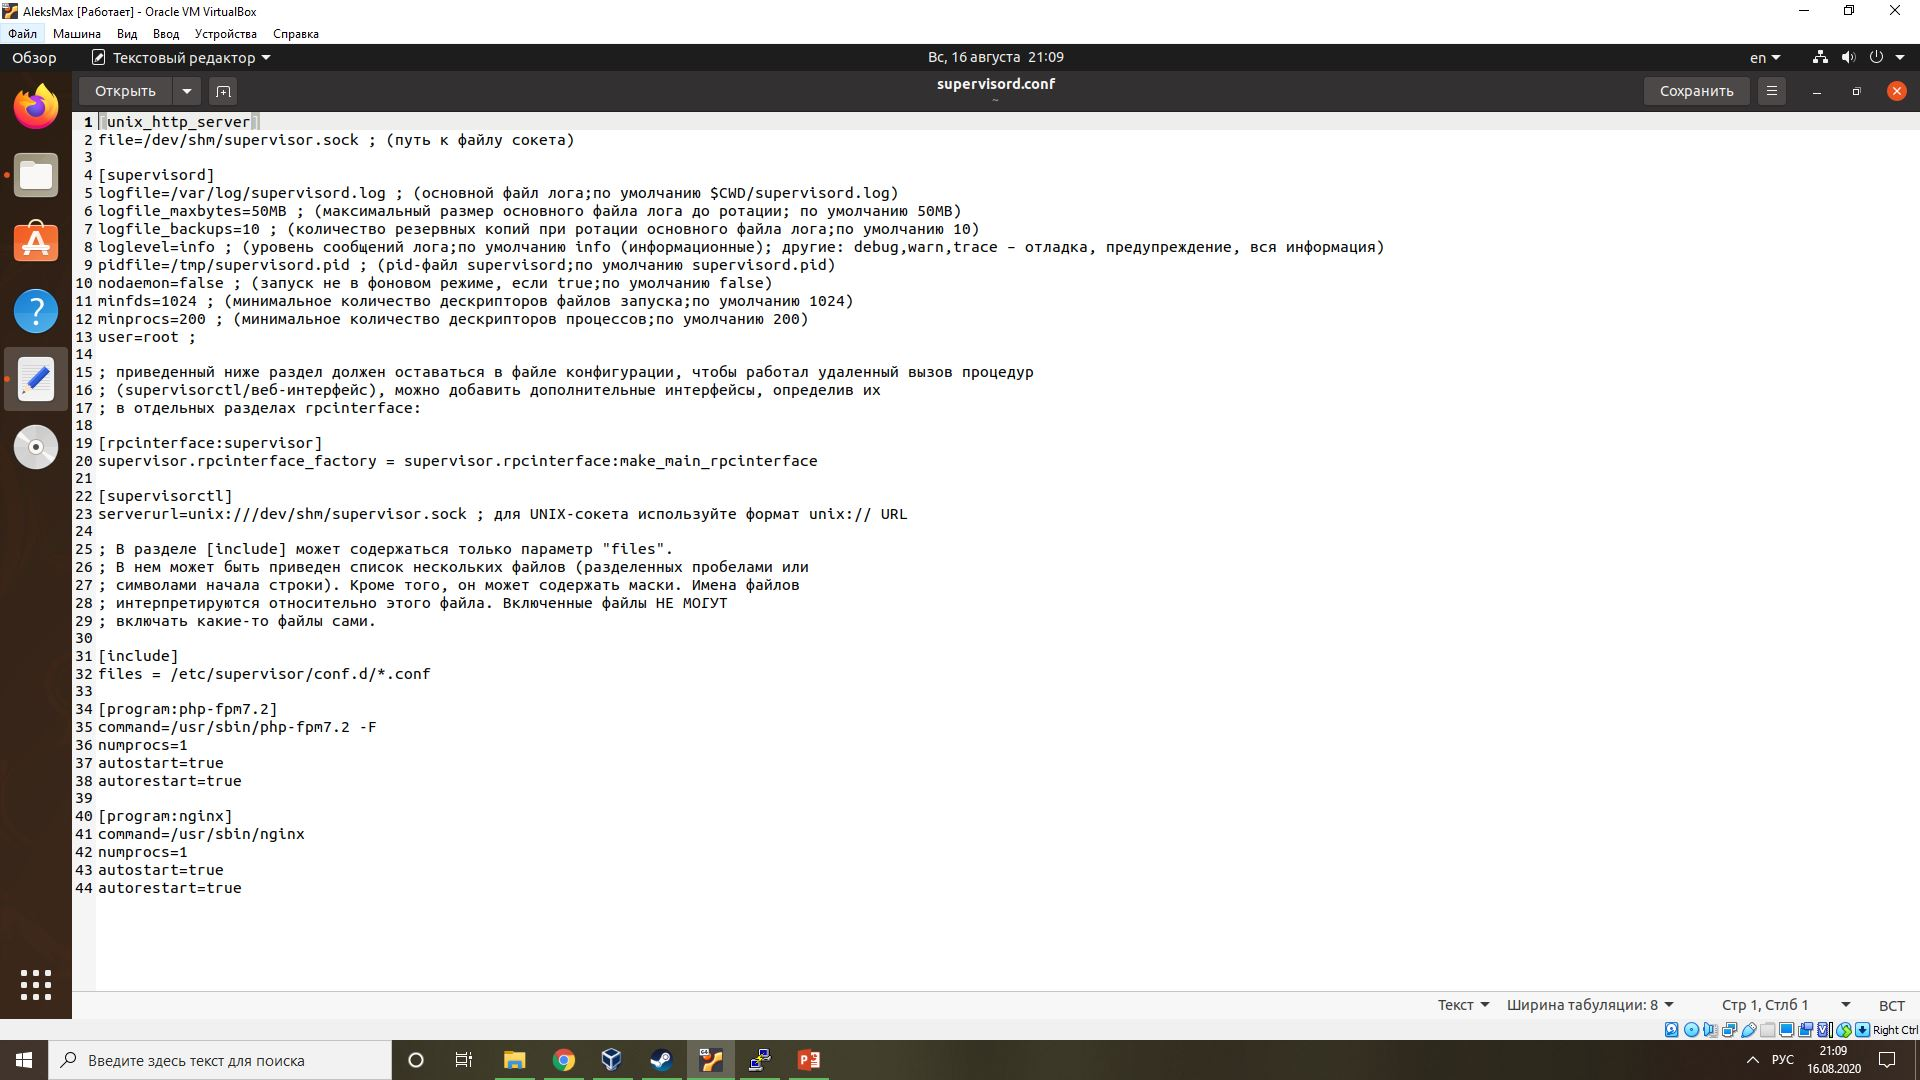 AleksMax [Работает] - Oracle VM VirtualBox
Файл Машина Вид Ввод Устройства Справка
Обзор Текстовый редактор Вс, 16 августа 21:09 en
Открыть supervisord.conf Сохранить
~
1 [unix_http_server]
2 file=/dev/shm/supervisor.sock ; (путь к файлу сокета)
3
4 [supervisord]
5 logfile=/var/log/supervisord.log ; (основной файл лога;по умолчанию $CWD/supervisord.log)
6 logfile_maxbytes=50MB ; (максимальный размер основного файла лога до ротации; по умолчанию 50MB)
7 logfile_backups=10 ; (количество резервных копий при ротации основного файла лога;по умолчанию 10)
8 loglevel=info ; (уровень сообщений лога;по умолчанию info (информационные); другие: debug,warn,trace – отладка, предупреждение, вся информация)
9 pidfile=/tmp/supervisord.pid ; (pid-файл supervisord;по умолчанию supervisord.pid)
10 nodaemon=false ; (запуск не в фоновом режиме, если true;по умолчанию false)
11 minfds=1024 ; (минимальное количество дескрипторов файлов запуска;по умолчанию 1024)
12 minprocs=200 ; (минимальное количество дескрипторов процессов;по умолчанию 200)
13 user=root ;
14
15 ; приведенный ниже раздел должен оставаться в файле конфигурации, чтобы работал удаленный вызов процедур
16 ; (supervisorctl/веб-интерфейс), можно добавить дополнительные интерфейсы, определив их
17 ; в отдельных разделах rpcinterface:
18
19 [rpcinterface:supervisor]
20 supervisor.rpcinterface_factory = supervisor.rpcinterface:make_main_rpcinterface
21
22 [supervisorctl]
23 serverurl=unix:///dev/shm/supervisor.sock ; для UNIX-сокета используйте формат unix:// URL
24
25 ; В разделе [include] может содержаться только параметр "files".
26 ; В нем может быть приведен список нескольких файлов (разделенных пробелами или
27 ; символами начала строки). Кроме того, он может содержать маски. Имена файлов
28 ; интерпретируются относительно этого файла. Включенные файлы НЕ МОГУТ
29 ; включать какие-то файлы сами.
30
31 [include]
32 files = /etc/supervisor/conf.d/*.conf
33
34 [program:php-fpm7.2]
35 command=/usr/sbin/php-fpm7.2 -F
36 numprocs=1
37 autostart=true
38 autorestart=true
39
40 [program:nginx]
41 command=/usr/sbin/nginx
42 numprocs=1
43 autostart=true
44 autorestart=true
Текст Ширина табуляции: 8 Стр 1, Стлб 1 ВСТ
Right Ctrl
Введите здесь текст для поиска РУС 21:09
16.08.2020